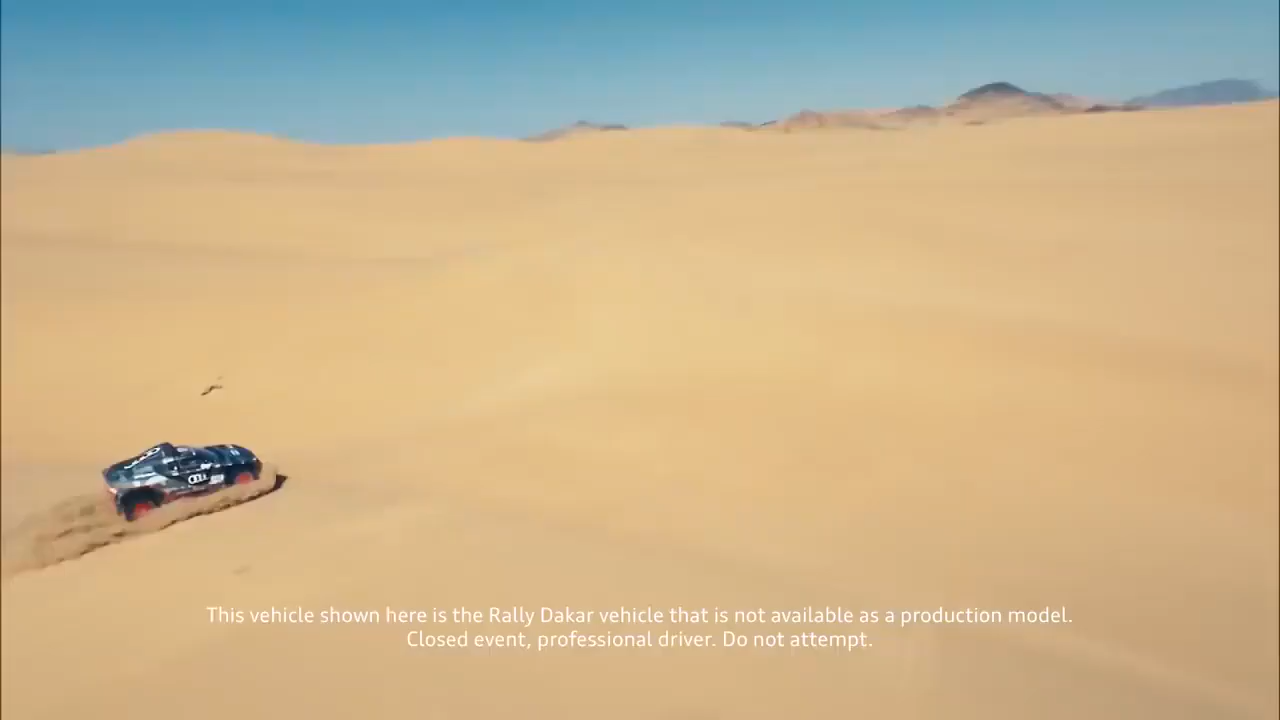 This vehicle shown here is the Rally Dakar vehicle that is not available as a production model.
Closed event, professional driver. Do not attempt.